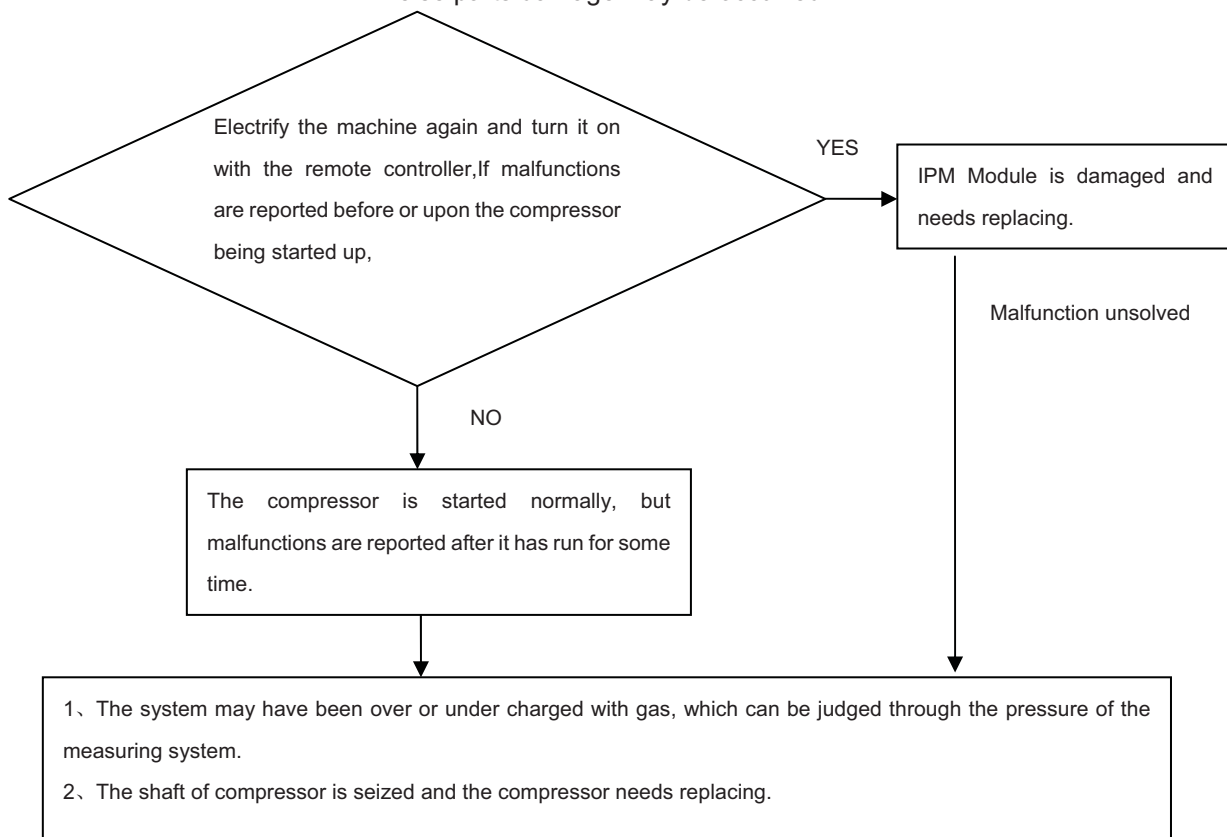 Electrify the machine again and turn it on
with the remote controller,If malfunctions
are reported before or upon the compressor
being started up,
YES
IPM Module is damaged and
needs replacing.
Malfunction unsolved
NO
The compressor is started normally, but
malfunctions are reported after it has run for some
time.
1、The system may have been over or under charged with gas, which can be judged through the pressure of the
measuring system.
2、The shaft of compressor is seized and the compressor needs replacing.